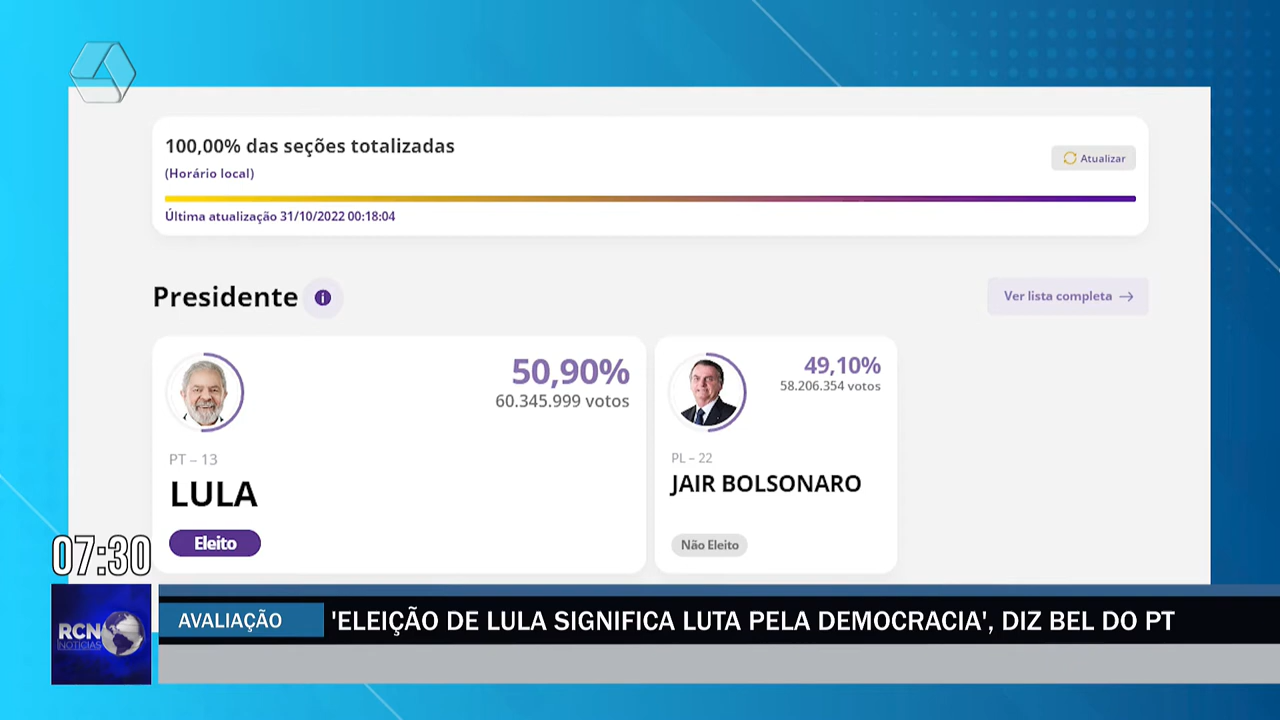 100,00% das seções totalizadas
(Horário local)
Atualizar
Última atualização 31/10/2022 00:18:04
Presidente i
Ver lista completa →
50,90%
60.345.999 votos
PT – 13
LULA
Eleito
49,10%
58.206.354 votos
PL – 22
JAIR BOLSONARO
Não Eleito
07:30
RCN
NOTÍCIAS
AVALIAÇÃO
'ELEIÇÃO DE LULA SIGNIFICA LUTA PELA DEMOCRACIA', DIZ BEL DO PT